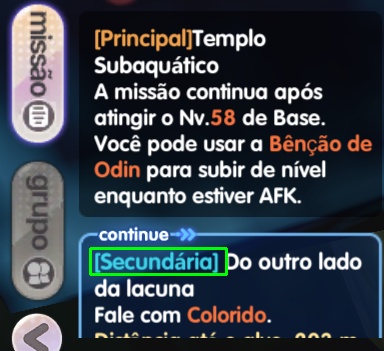 missão
[Principal]Templo
Subaquático
A missão continua após
atingir o Nv.58 de Base.
Você pode usar a Bênção de
Odin para subir de nível
enquanto estiver AFK.
grupo
continue
[Secundária] Do outro lado
da lacuna
Fale com Colorido.